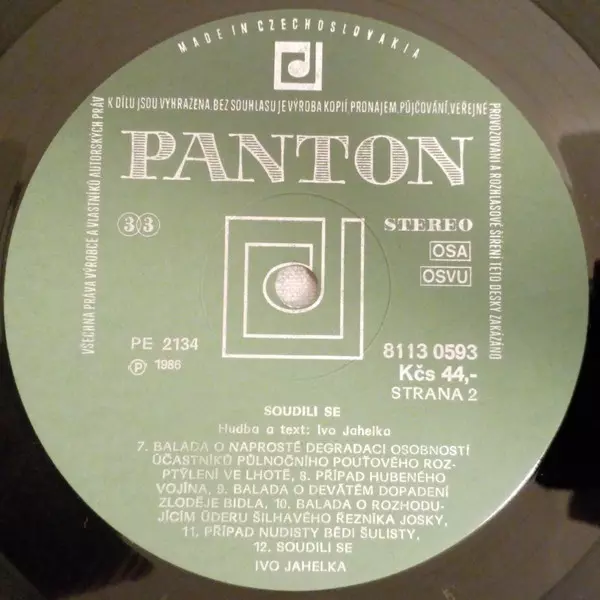 MADE IN CZECHOSLOVAKIA
VŠECHNA PRÁVA VÝROBCE A VLASTNÍKŮ AUTORSKÝCH PRÁV
K DÍLU JSOU VYHRAZENA. BEZ SOUHLASU JE VÝROBA KOPIÍ, PRONÁJEM, PŮJČOVÁNÍ, VEŘEJNÉ
PROVOZOVÁNÍ A ROZHLASOVÉ ŠÍŘENÍ TÉTO DESKY ZAKÁZÁNO
PANTON
33
STEREO
OSA
OSVU
PE 2134
Ⓟ 1986
8113 0593
Kčs 44,-
STRANA 2
SOUDILI SE
Hudba a text: Ivo Jahelka
7. BALADA O NAPROSTÉ DEGRADACI OSOBNOSTÍ
ÚČASTNÍKŮ PŮLNOČNÍHO POUŤOVÉHO ROZ-
PTÝLENÍ VE LHOTĚ, 8. PŘÍPAD HUBENÉHO
VOJÍNA, 9. BALADA O DEVÁTÉM DOPADENÍ
ZLODĚJE BIDLA, 10. BALADA O ROZHODU-
JÍCÍM ÚDERU ŠILHAVÉHO ŘEZNÍKA JOSKY,
11. PŘÍPAD NUDISTY BĚDI ŠULISTY,
12. SOUDILI SE
IVO JAHELKA